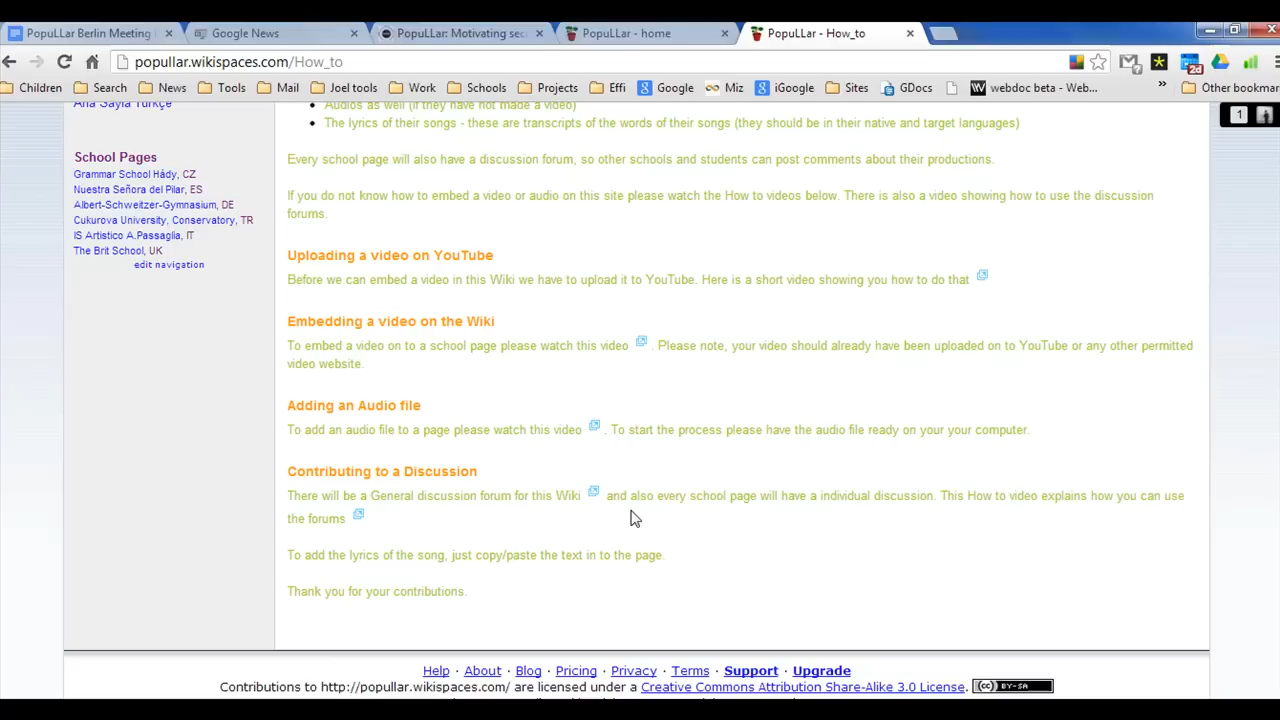 PopuLLar Berlin Meeting
Google News
PopuLLar: Motivating sec
PopuLLar - home
PopuLLar - How_to
popullar.wikispaces.com/How_to
Children
Search
News
Tools
Mail
Joel tools
Work
Schools
Projects
Effi
Google
Miz
iGoogle
Sites
GDocs
webdoc beta - Web...
Other bookmar
Ana Sayfa Türkçe
School Pages
Grammar School Hády, CZ
Nuestra Señora del Pilar, ES
Albert-Schweitzer-Gymnasium, DE
Cukurova University, Conservatory, TR
IS Artistico A.Passaglia, IT
The Brit School, UK
edit navigation
Audios as well (if they have not made a video)
The lyrics of their songs - these are transcripts of the words of their songs (they should be in their native and target languages)
Every school page will also have a discussion forum, so other schools and students can post comments about their productions.
If you do not know how to embed a video or audio on this site please watch the How to videos below. There is also a video showing how to use the discussion
forums.
Uploading a video on YouTube
Before we can embed a video in this Wiki we have to upload it to YouTube. Here is a short video showing you how to do that
Embedding a video on the Wiki
To embed a video on to a school page please watch this video . Please note, your video should already have been uploaded on to YouTube or any other permitted
video website.
Adding an Audio file
To add an audio file to a page please watch this video . To start the process please have the audio file ready on your your computer.
Contributing to a Discussion
There will be a General discussion forum for this Wiki and also every school page will have a individual discussion. This How to video explains how you can use
the forums
To add the lyrics of the song, just copy/paste the text in to the page.
Thank you for your contributions.
Help · About · Blog · Pricing · Privacy · Terms · Support · Upgrade
Contributions to http://popullar.wikispaces.com/ are licensed under a Creative Commons Attribution Share-Alike 3.0 License.
cc BY-SA
2d
1